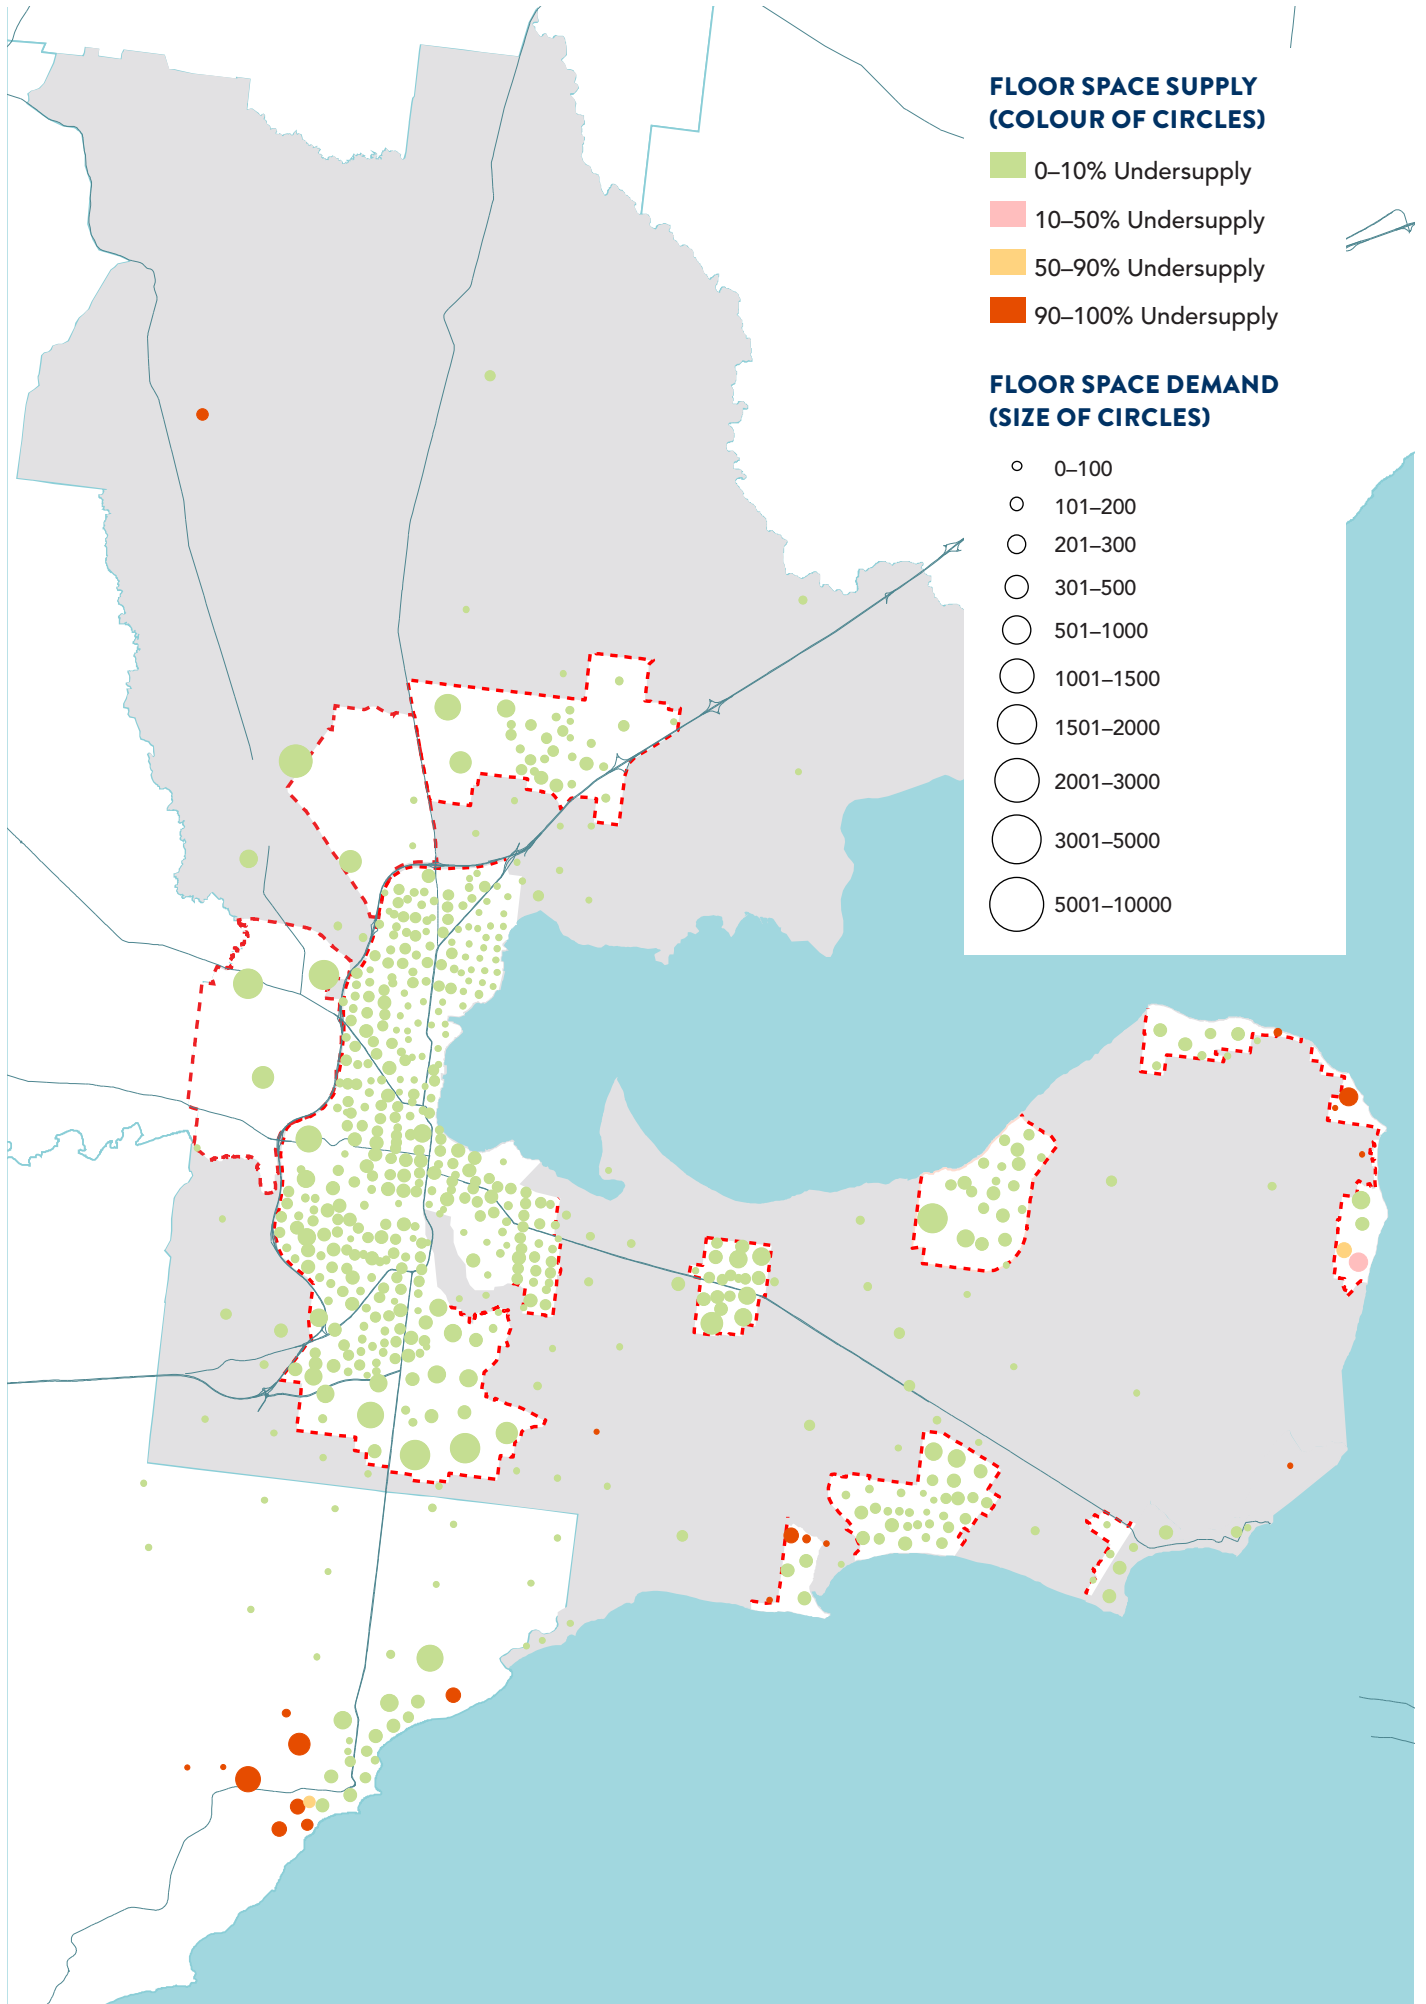 FLOOR SPACE SUPPLY
(COLOUR OF CIRCLES)
0–10% Undersupply
10–50% Undersupply
50–90% Undersupply
90–100% Undersupply
FLOOR SPACE DEMAND
(SIZE OF CIRCLES)
0–100
101–200
201–300
301–500
501–1000
1001–1500
1501–2000
2001–3000
3001–5000
5001–10000